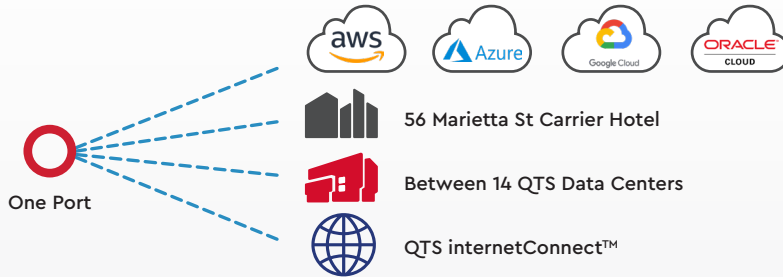 aws
Azure
Google Cloud
ORACLE
CLOUD
56 Marietta St Carrier Hotel
One Port
Between 14 QTS Data Centers
QTS internetConnect™